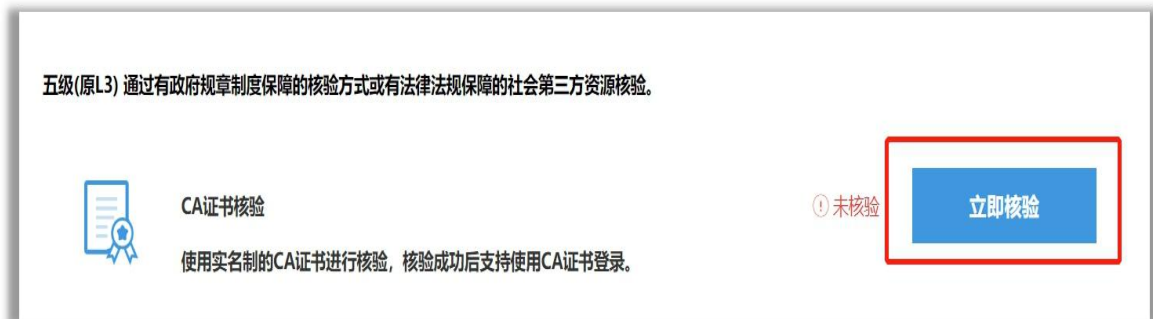 五级(原L3) 通过有政府规章制度保障的核验方式或有法律法规保障的社会第三方资源核验。
CA证书核验
未核验
立即核验
使用实名制的CA证书进行核验，核验成功后支持使用CA证书登录。